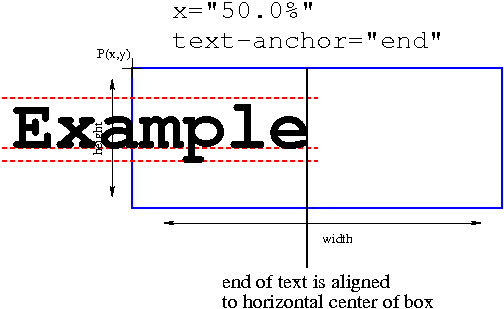 x="50.0%"
text-anchor="end"
P(x,y)
Example
height
width
end of text is aligned
to horizontal center of box